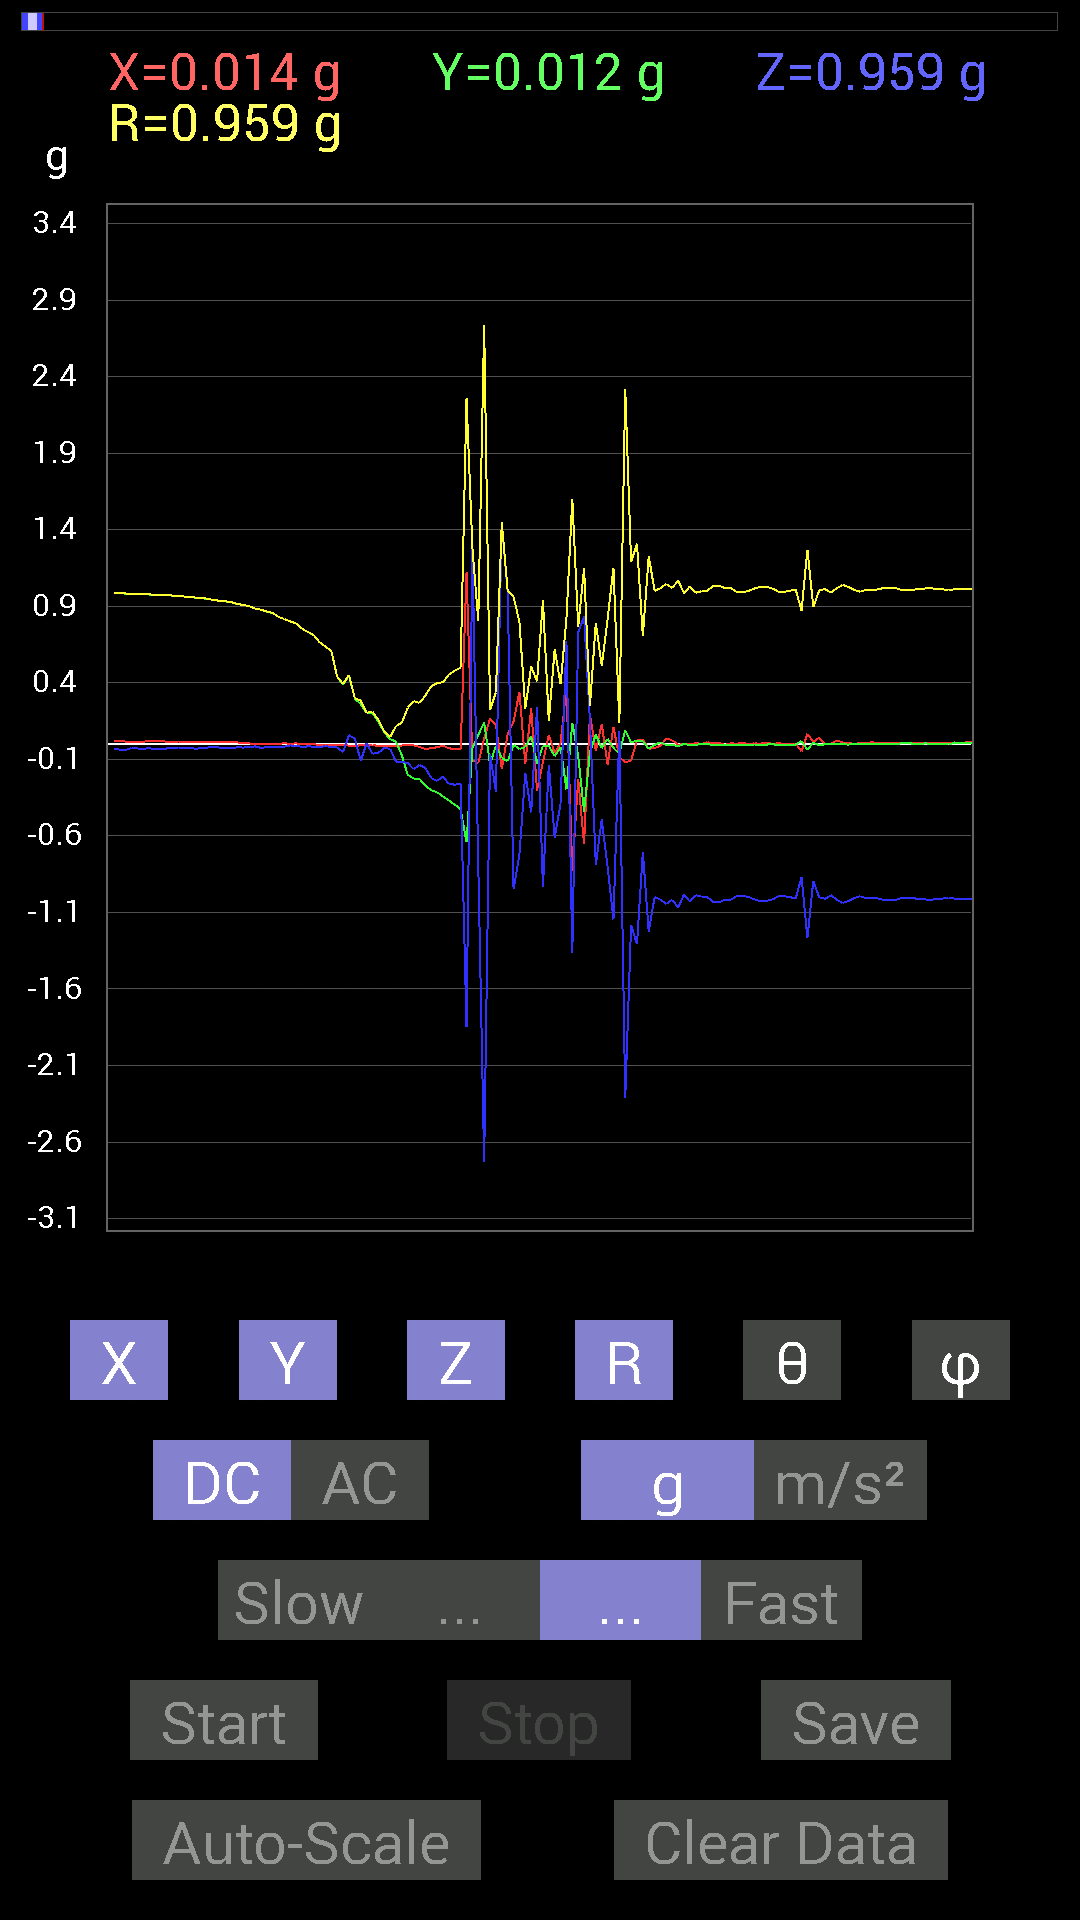 X=0.014 g Y=0.012 g Z=0.959 g
R=0.959 g
g
3.4
2.9
2.4
1.9
1.4
0.9
0.4
-0.1
-0.6
-1.1
-1.6
-2.1
-2.6
-3.1
X Y Z R θ φ
DC AC g m/s²
Slow ... ... Fast
Start Stop Save
Auto-Scale Clear Data